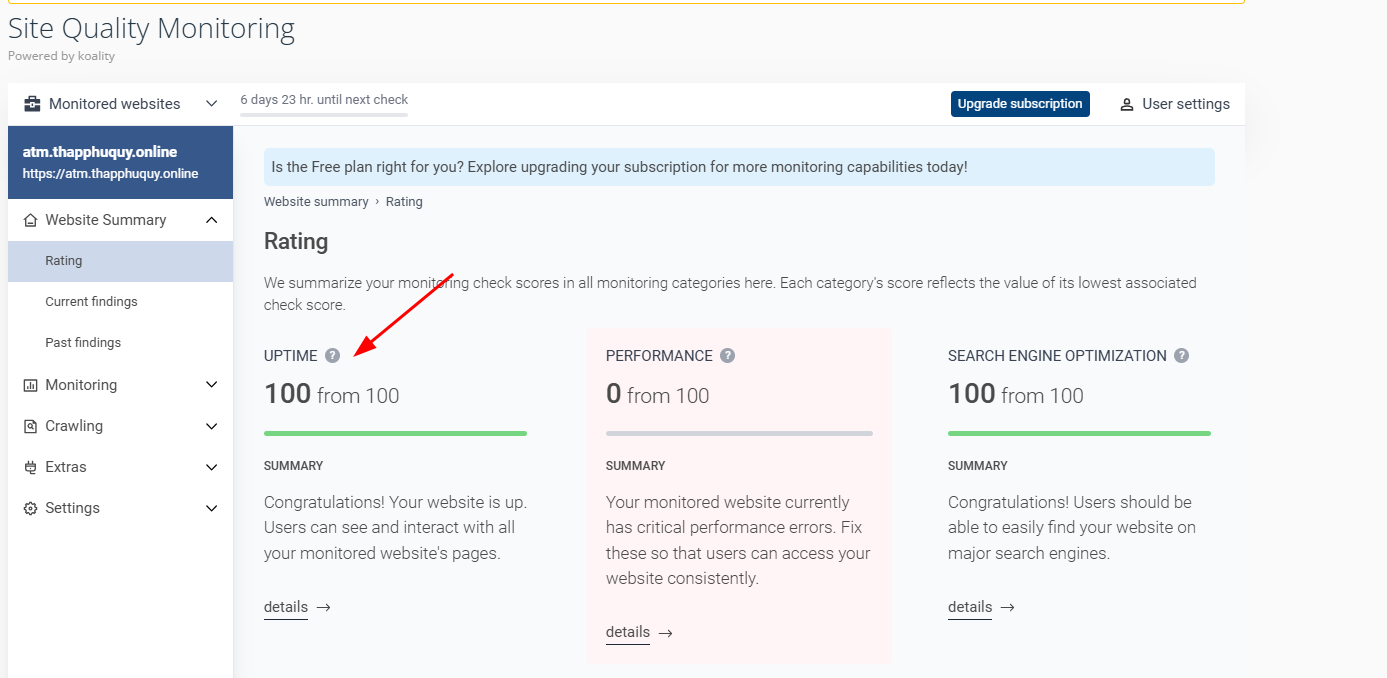 Site Quality Monitoring
Powered by koality
Monitored websites
6 days 23 hr. until next check
Upgrade subscription
User settings
atm.thapphuquy.online
https://atm.thapphuquy.online
Website Summary
Rating
Current findings
Past findings
Monitoring
Crawling
Extras
Settings
Is the Free plan right for you? Explore upgrading your subscription for more monitoring capabilities today!
Website summary › Rating
Rating
We summarize your monitoring check scores in all monitoring categories here. Each category's score reflects the value of its lowest associated
check score.
UPTIME ?
100 from 100
SUMMARY
Congratulations! Your website is up.
Users can see and interact with all
your monitored website's pages.
details →
PERFORMANCE ?
0 from 100
SUMMARY
Your monitored website currently
has critical performance errors. Fix
these so that users can access your
website consistently.
details →
SEARCH ENGINE OPTIMIZATION ?
100 from 100
SUMMARY
Congratulations! Users should be
able to easily find your website on
major search engines.
details →